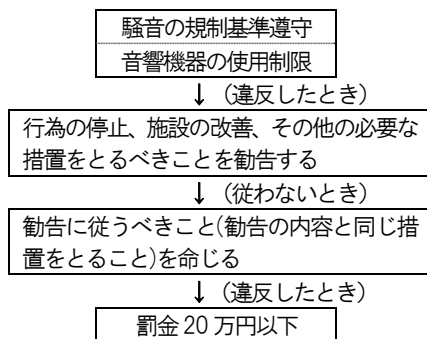 騒音の規制基準遵守
音響機器の使用制限
↓（違反したとき）
行為の停止、施設の改善、その他の必要な
措置をとるべきことを勧告する
↓（従わないとき）
勧告に従うべきこと(勧告の内容と同じ措
置をとること)を命じる
↓（違反したとき）
罰金20万円以下